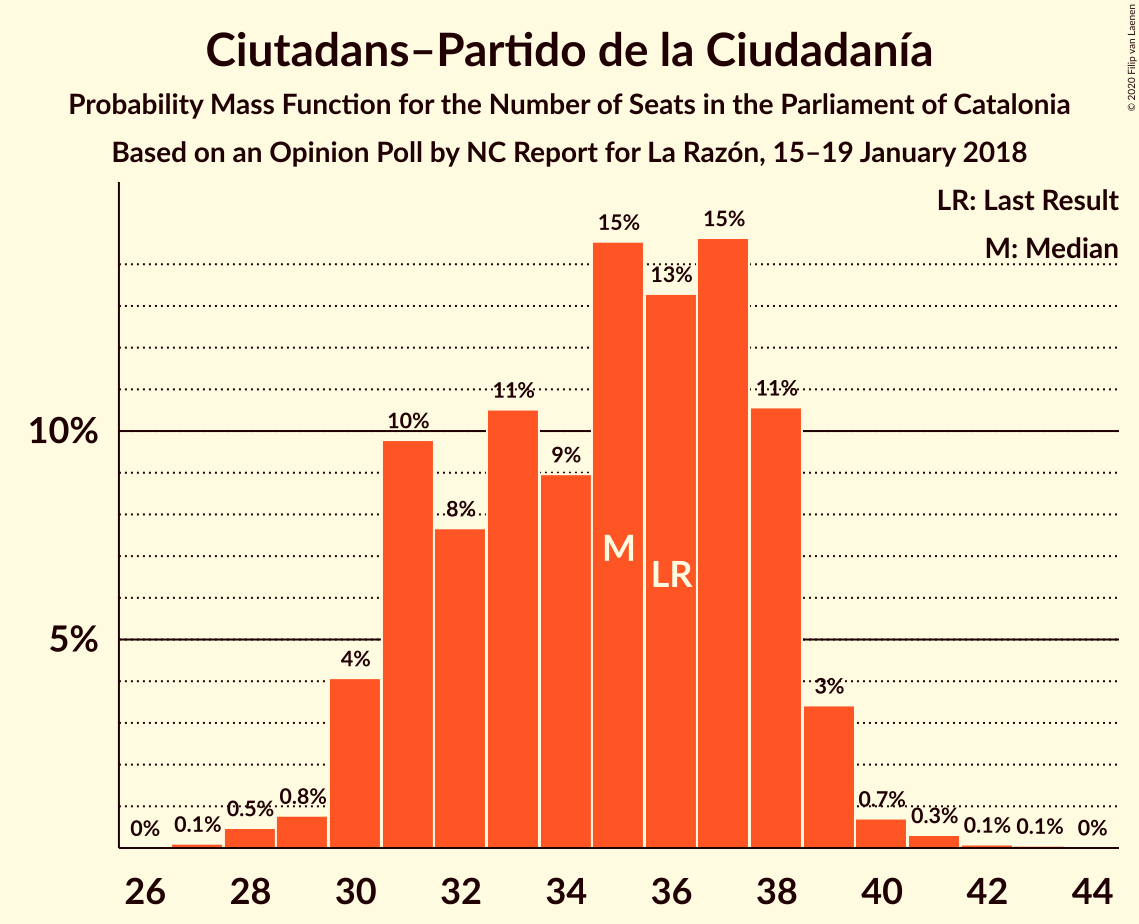 Ciutadans–Partido de la Ciudadanía
Probability Mass Function for the Number of Seats in the Parliament of Catalonia
Based on an Opinion Poll by NC Report for La Razón, 15–19 January 2018
© 2020 Filip van Laenen
LR: Last Result
M: Median
10%
5%
0%
0.1%
0.5%
0.8%
4%
10%
8%
11%
9%
15%
13%
15%
11%
3%
0.7%
0.3%
0.1%
0.1%
0%
M
LR
26 28 30 32 34 36 38 40 42 44